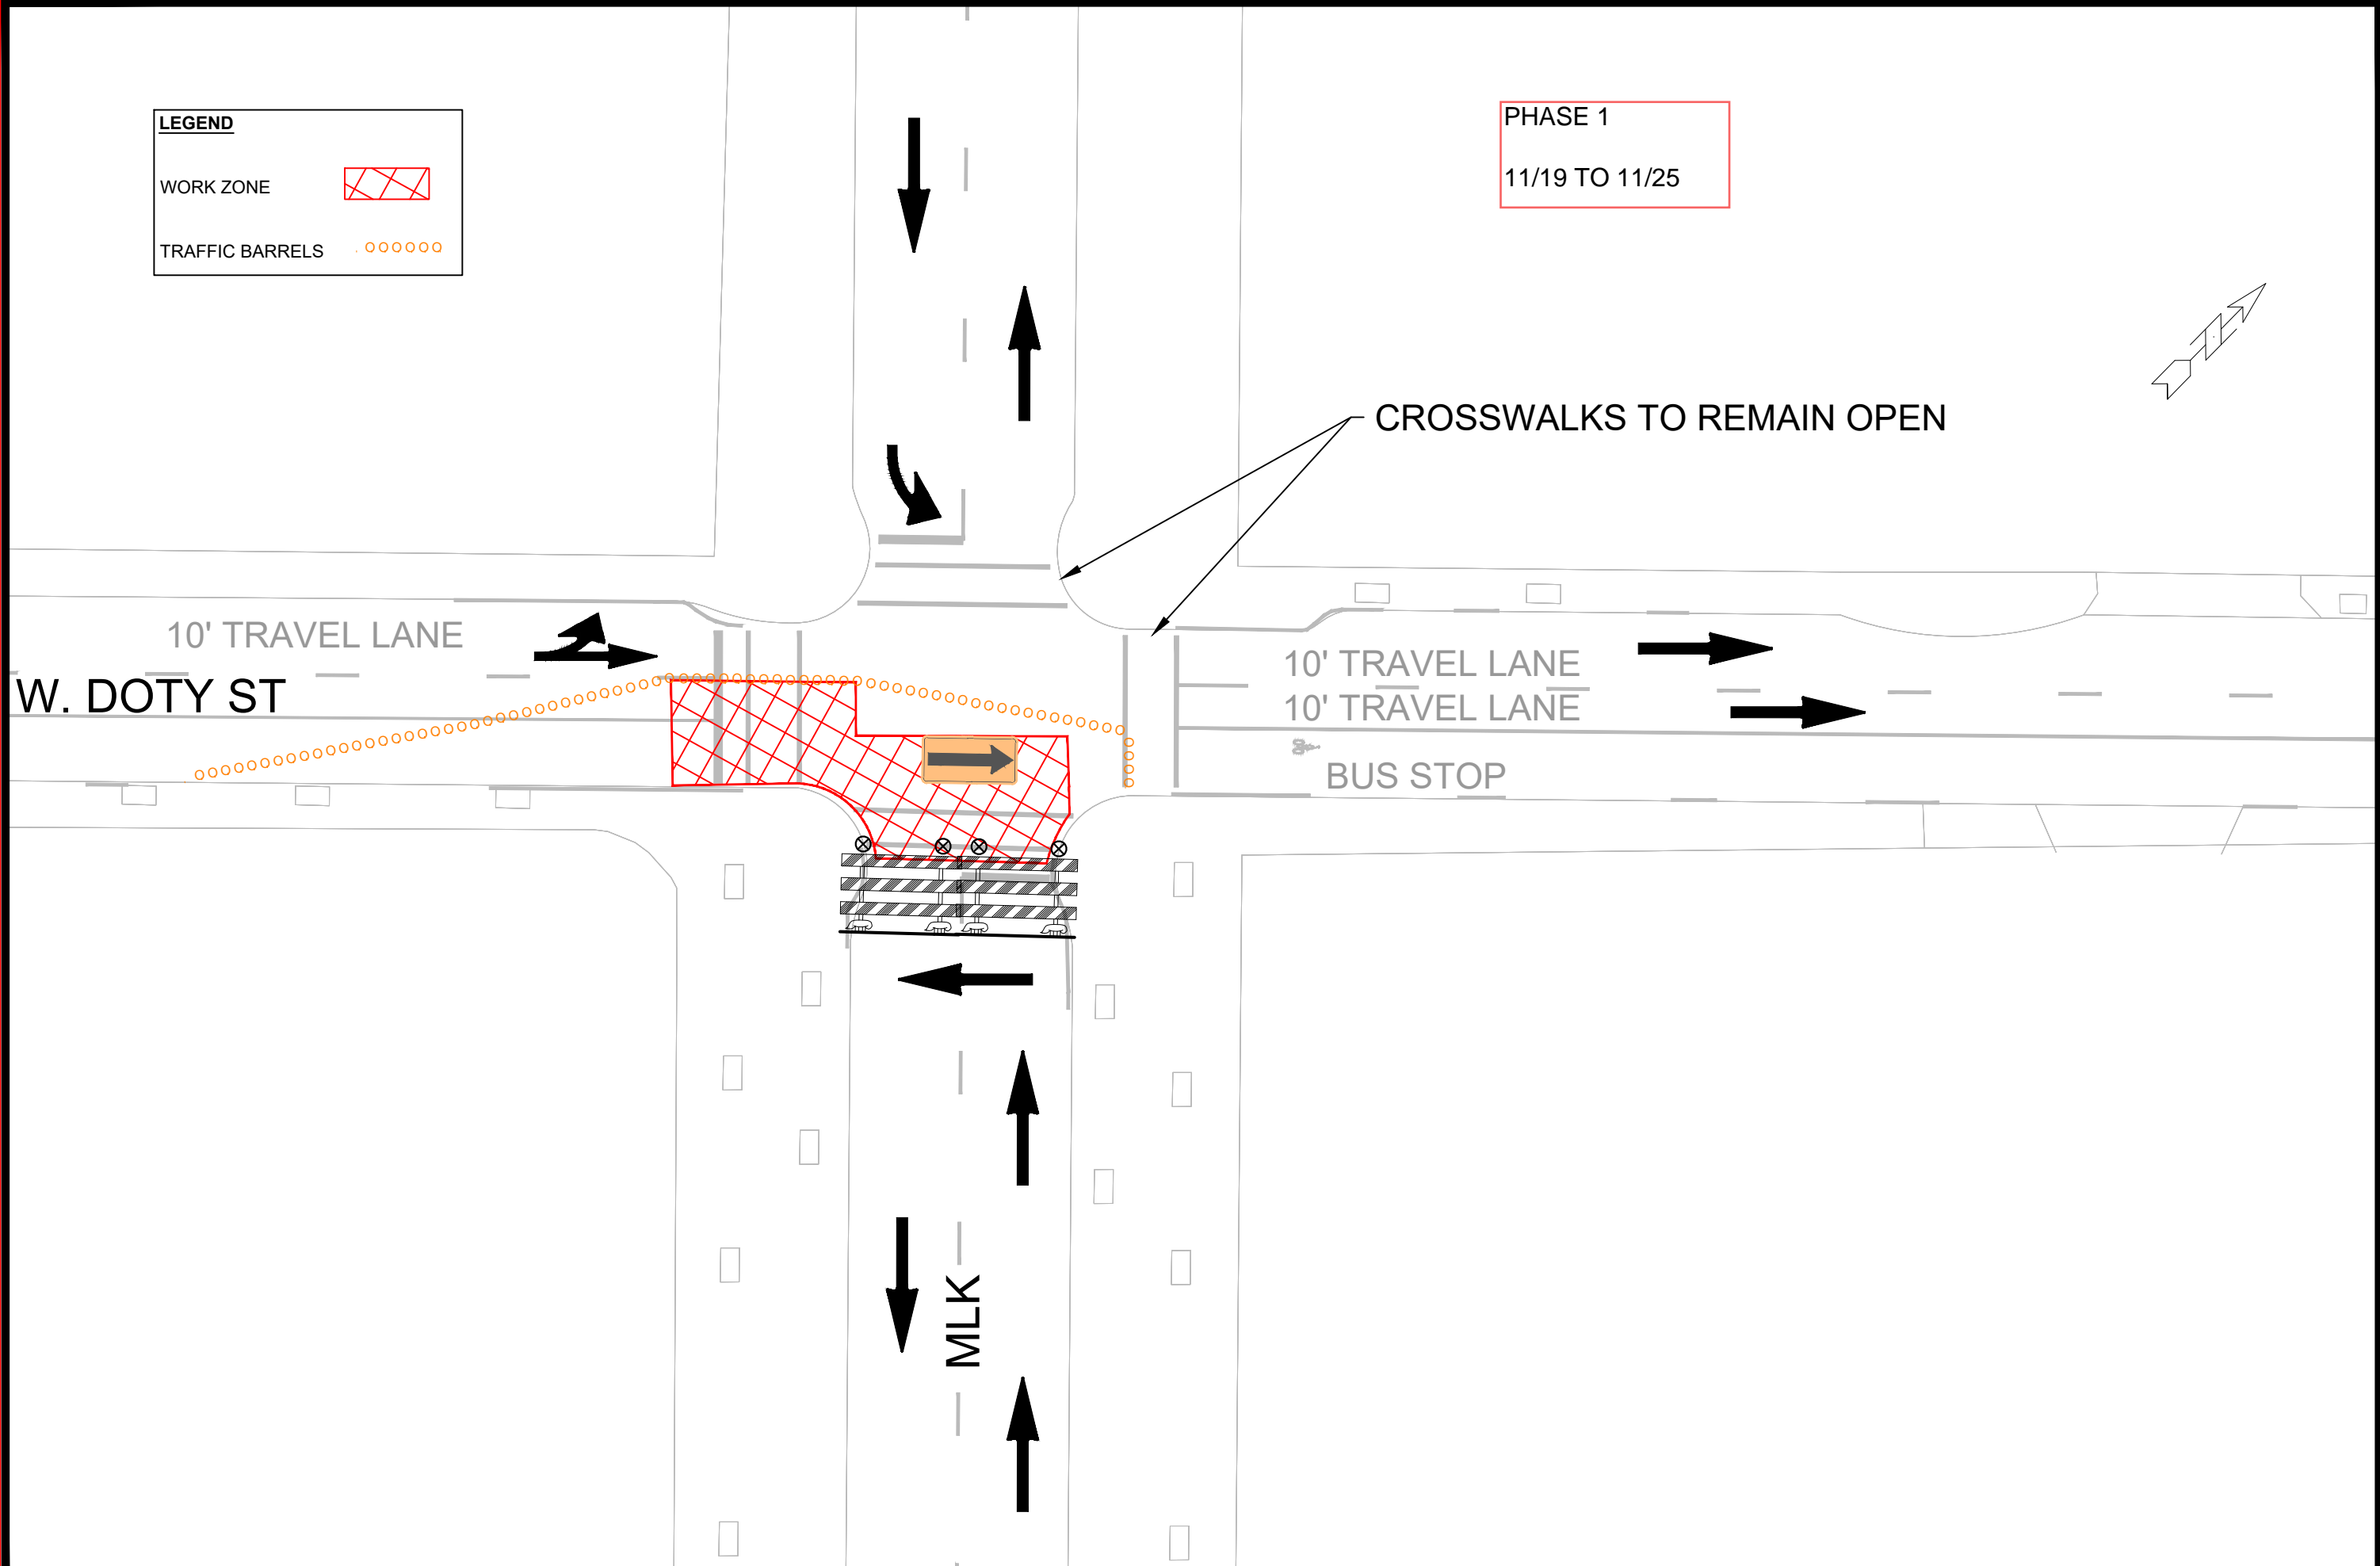 LEGEND
WORK ZONE
TRAFFIC BARRELS
PHASE 1
11/19 TO 11/25
N
CROSSWALKS TO REMAIN OPEN
10' TRAVEL LANE
W. DOTY ST
10' TRAVEL LANE
10' TRAVEL LANE
BUS STOP
MLK